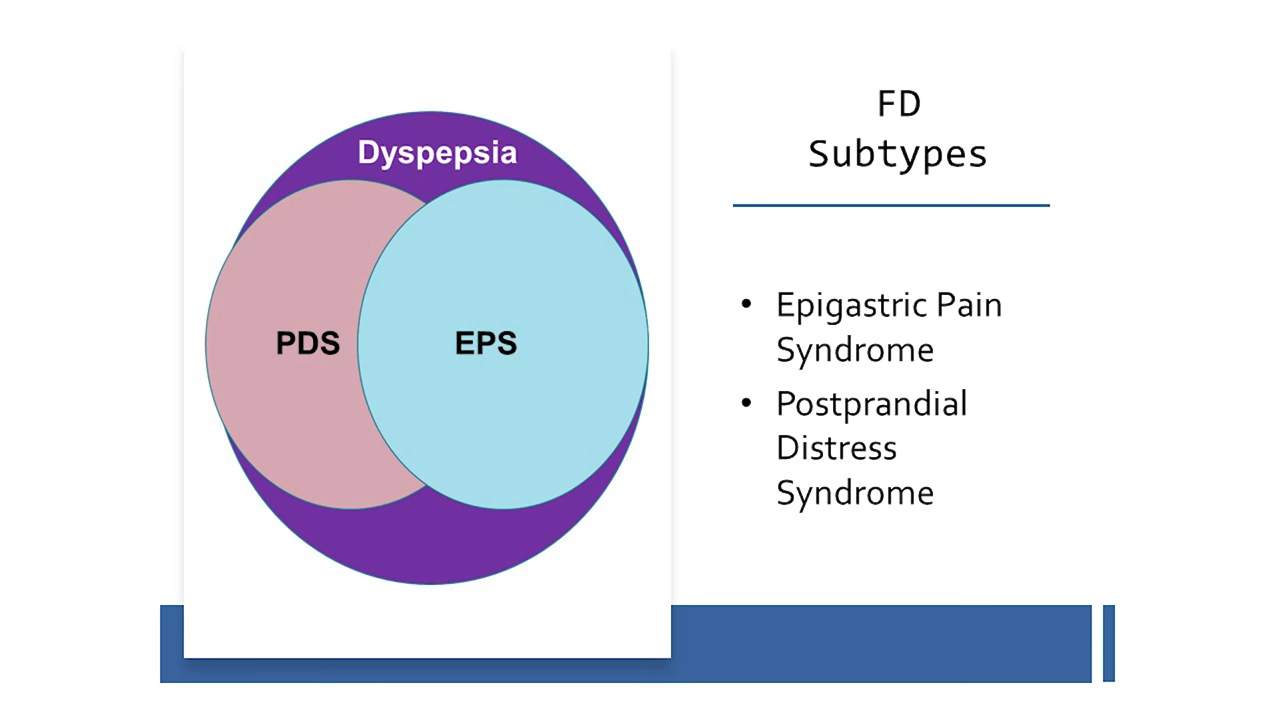 Dyspepsia
PDS
EPS
FD
Subtypes
• Epigastric Pain
Syndrome
• Postprandial
Distress
Syndrome